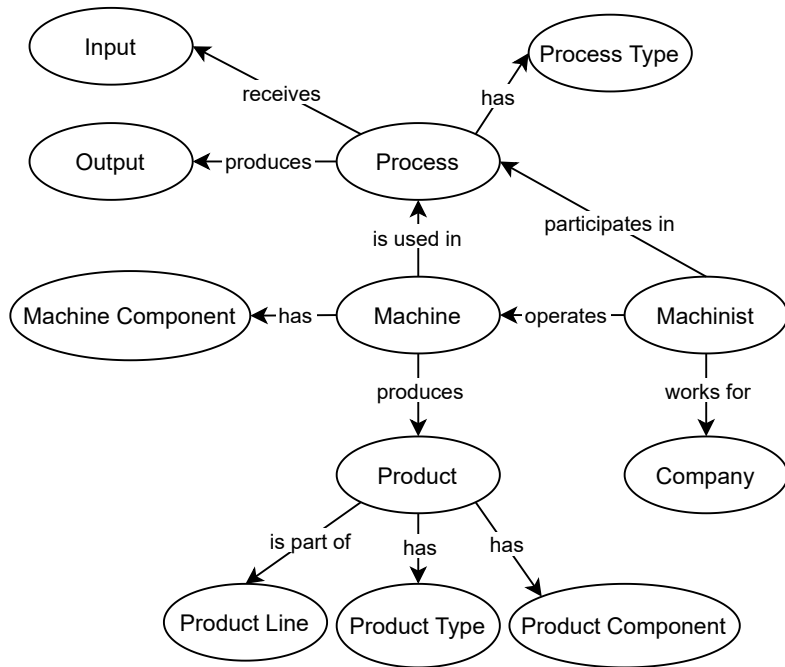 Input
Process Type
receives
has
Output
produces
Process
participates in
is used in
Machine Component
has
Machine
operates
Machinist
produces
works for
Product
Company
is part of
has
has
Product Line
Product Type
Product Component